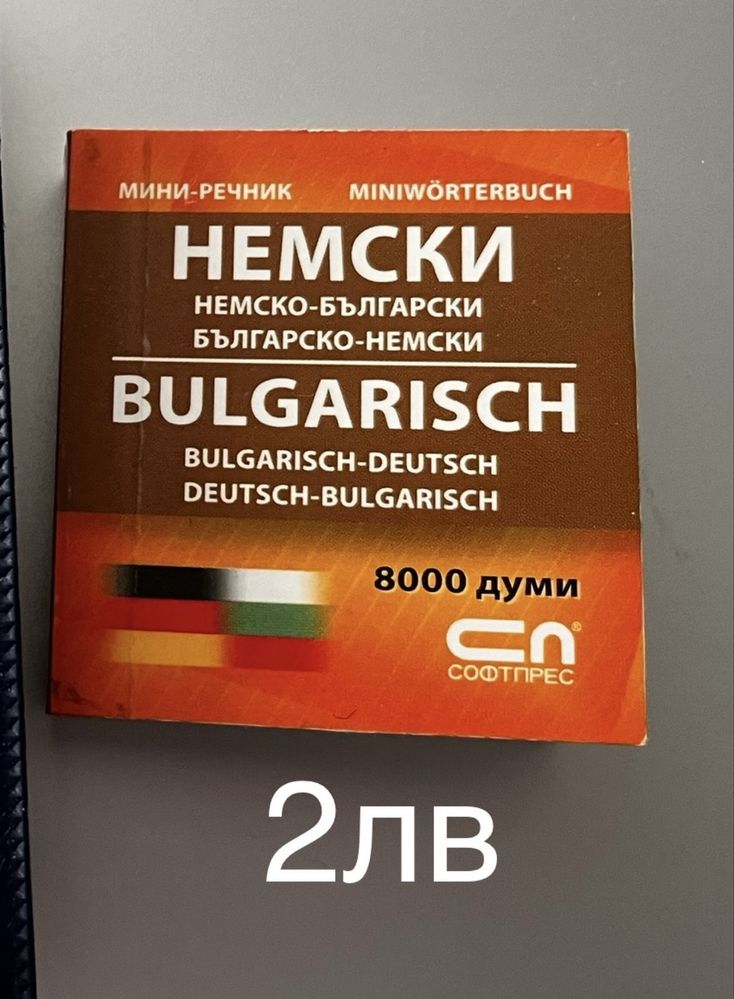 МИНИ-РЕЧНИК MINIWÖRTERBUCH
НЕМСКИ
НЕМСКО-БЪЛГАРСКИ
БЪЛГАРСКО-НЕМСКИ
BULGARISCH
BULGARISCH-DEUTSCH
DEUTSCH-BULGARISCH
8000 думи
СП®
СОФТПРЕС
2лв